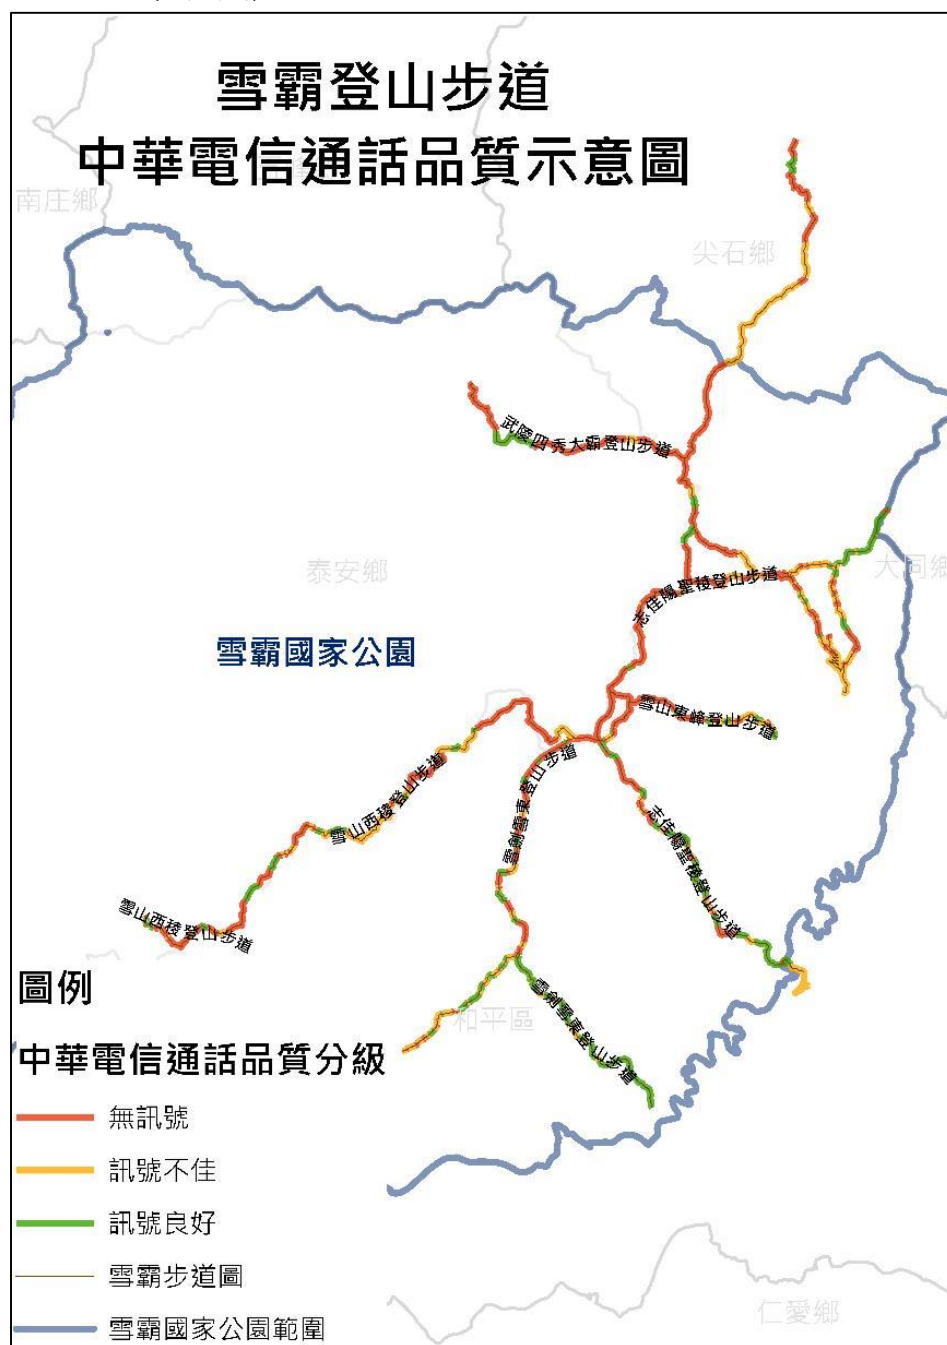 雪霸登山步道
中華電信通話品質示意圖
南庄鄉
尖石鄉
武陵四秀大霸登山步道
泰安鄉
大同鄉
志佳陽聖稜登山步道
雪霸國家公園
雪山東峰登山步道
雪山西稜登山步道
雪劍雪東登山步道
志佳陽聖稜登山步道
雪山西稜登山步道
圖例
和平區
雪劍雪東登山步道
中華電信通話品質分級
無訊號
訊號不佳
訊號良好
雪霸步道圖
仁愛鄉
雪霸國家公園範圍